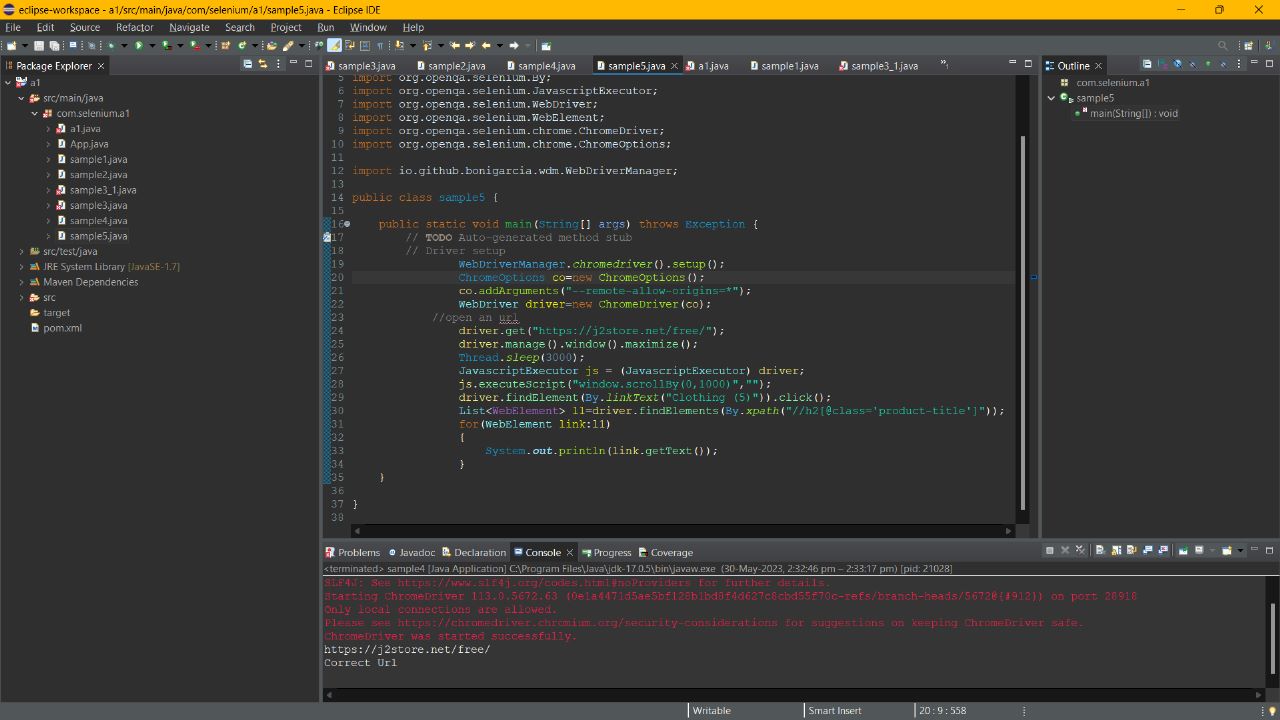 eclipse-workspace - a1/src/main/java/com/selenium/a1/sample5.java - Eclipse IDE
File Edit Source Refactor Navigate Search Project Run Window Help
Package Explorer
a1
src/main/java
com.selenium.a1
a1.java
App.java
sample1.java
sample2.java
sample3_1.java
sample3.java
sample4.java
sample5.java
src/test/java
JRE System Library [JavaSE-1.7]
Maven Dependencies
src
target
pom.xml
sample3.java sample2.java sample4.java sample5.java a1.java sample1.java sample3_1.java
5 import org.openqa.selenium.By;
6 import org.openqa.selenium.JavascriptExecutor;
7 import org.openqa.selenium.WebDriver;
8 import org.openqa.selenium.WebElement;
9 import org.openqa.selenium.chrome.ChromeDriver;
10 import org.openqa.selenium.chrome.ChromeOptions;
11
12 import io.github.bonigarcia.wdm.WebDriverManager;
13
14 public class sample5 {
15
16 public static void main(String[] args) throws Exception {
17 // TODO Auto-generated method stub
18 // Driver setup
19 WebDriverManager.chromedriver().setup();
20 ChromeOptions co=new ChromeOptions();
21 co.addArguments("--remote-allow-origins=*");
22 WebDriver driver=new ChromeDriver(co);
23 //open an url
24 driver.get("https://j2store.net/free/");
25 driver.manage().window().maximize();
26 Thread.sleep(3000);
27 JavascriptExecutor js = (JavascriptExecutor) driver;
28 js.executeScript("window.scrollBy(0,1000)","");
29 driver.findElement(By.linkText("Clothing (5)")).click();
30 List<WebElement> l1=driver.findElements(By.xpath("//h2[@class='product-title']"));
31 for(WebElement link:l1)
32 {
33 System.out.println(link.getText());
34 }
35 }
36
37 }
38
Outline
com.selenium.a1
sample5
main(String[]) : void
Problems Javadoc Declaration Console Progress Coverage
<terminated> sample4 [Java Application] C:\Program Files\Java\jdk-17.0.5\bin\javaw.exe (30-May-2023, 2:32:46 pm – 2:33:17 pm) [pid: 21028]
SLF4J: See https://www.slf4j.org/codes.html#noProviders for further details.
Starting ChromeDriver 113.0.5672.63 (0e1a4471d5ae5bf128b1bd8f4d627c8cbd55f70c-refs/branch-heads/5672@{#912}) on port 28918
Only local connections are allowed.
Please see https://chromedriver.chromium.org/security-considerations for suggestions on keeping ChromeDriver safe.
ChromeDriver was started successfully.
https://j2store.net/free/
Correct Url
Writable Smart Insert 20 : 9 : 558